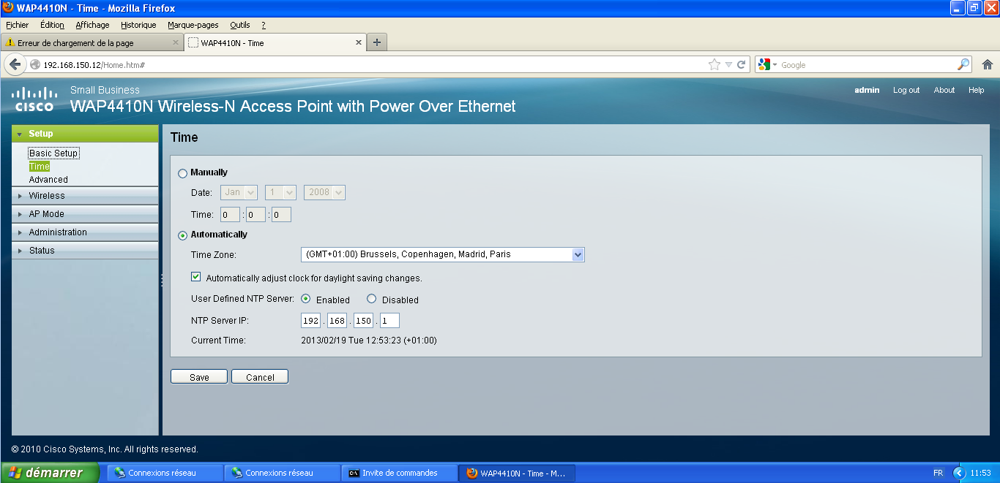 WAP4410N - Time - Mozilla Firefox
Fichier Édition Affichage Historique Marque-pages Outils ?
Erreur de chargement de la page × WAP4410N - Time × +
192.168.150.12/Home.htm# Google
Small Business admin Log out About Help
CISCO WAP4410N Wireless-N Access Point with Power Over Ethernet
Setup
Basic Setup
Time
Advanced
Wireless
AP Mode
Administration
Status
Time
Manually
Date: Jan 1 2008
Time: 0 : 0 : 0
Automatically
Time Zone: (GMT+01:00) Brussels, Copenhagen, Madrid, Paris
Automatically adjust clock for daylight saving changes.
User Defined NTP Server: Enabled Disabled
NTP Server IP: 192 . 168 . 150 . 1
Current Time: 2013/02/19 Tue 12:53:23 (+01:00)
Save Cancel
© 2010 Cisco Systems, Inc. All rights reserved.
démarrer Connexions réseau Connexions réseau C:\ Invite de commandes WAP4410N - Time - M... FR 11:53